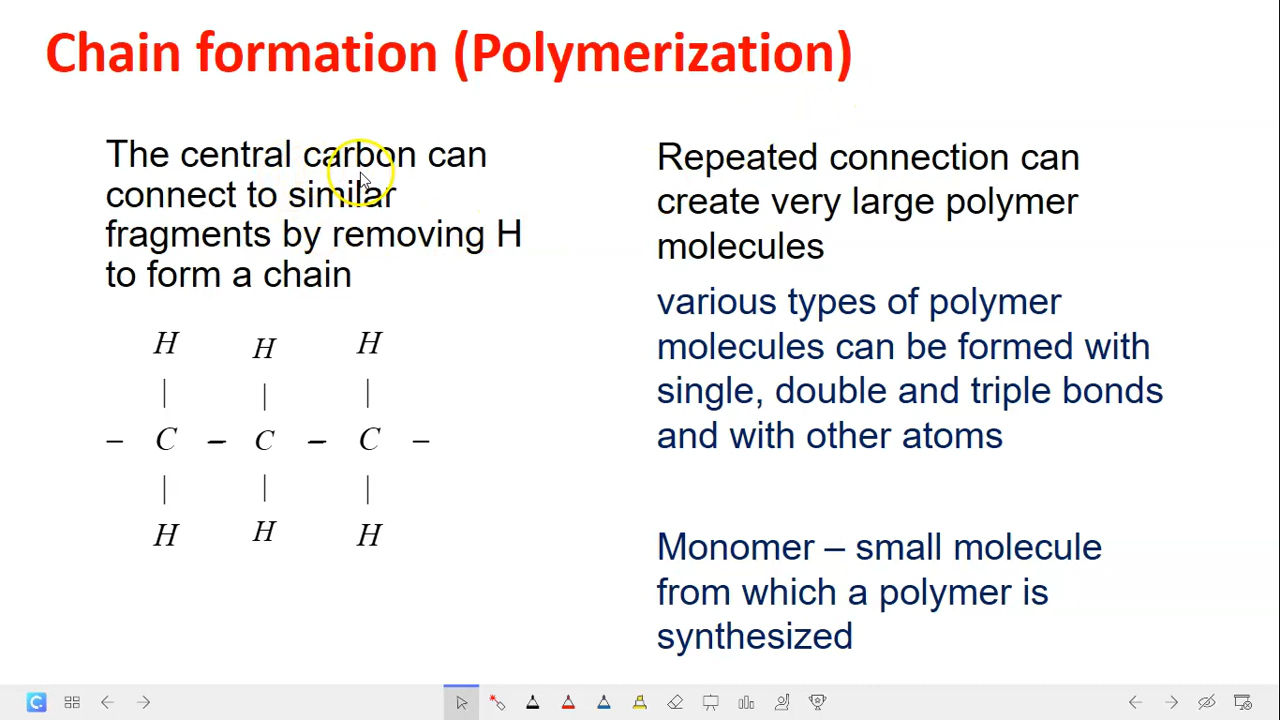 Chain formation (Polymerization)
The central carbon can
connect to similar
fragments by removing H
to form a chain
H H H
| | |
– C – C – C –
| | |
H H H
Repeated connection can
create very large polymer
molecules
various types of polymer
molecules can be formed with
single, double and triple bonds
and with other atoms
Monomer – small molecule
from which a polymer is
synthesized